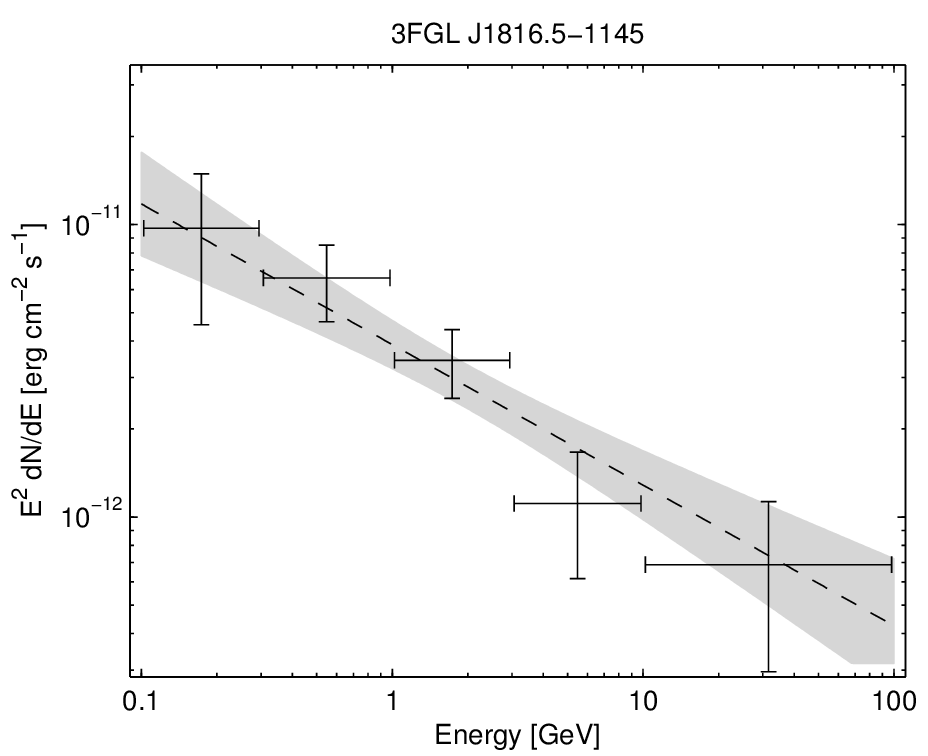 3FGL J1816.5−1145
E² dN/dE [erg cm⁻² s⁻¹]
10⁻¹¹
10⁻¹²
0.1 1 10 100
Energy [GeV]